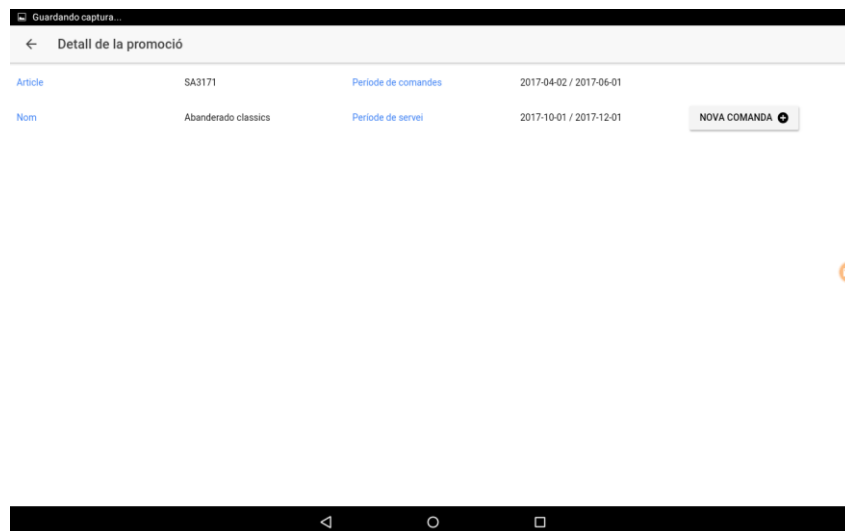 Guardando captura...
Detall de la promoció
Article SA3171 Període de comandes 2017-04-02 / 2017-06-01
Nom Abanderado classics Període de servei 2017-10-01 / 2017-12-01 NOVA COMANDA